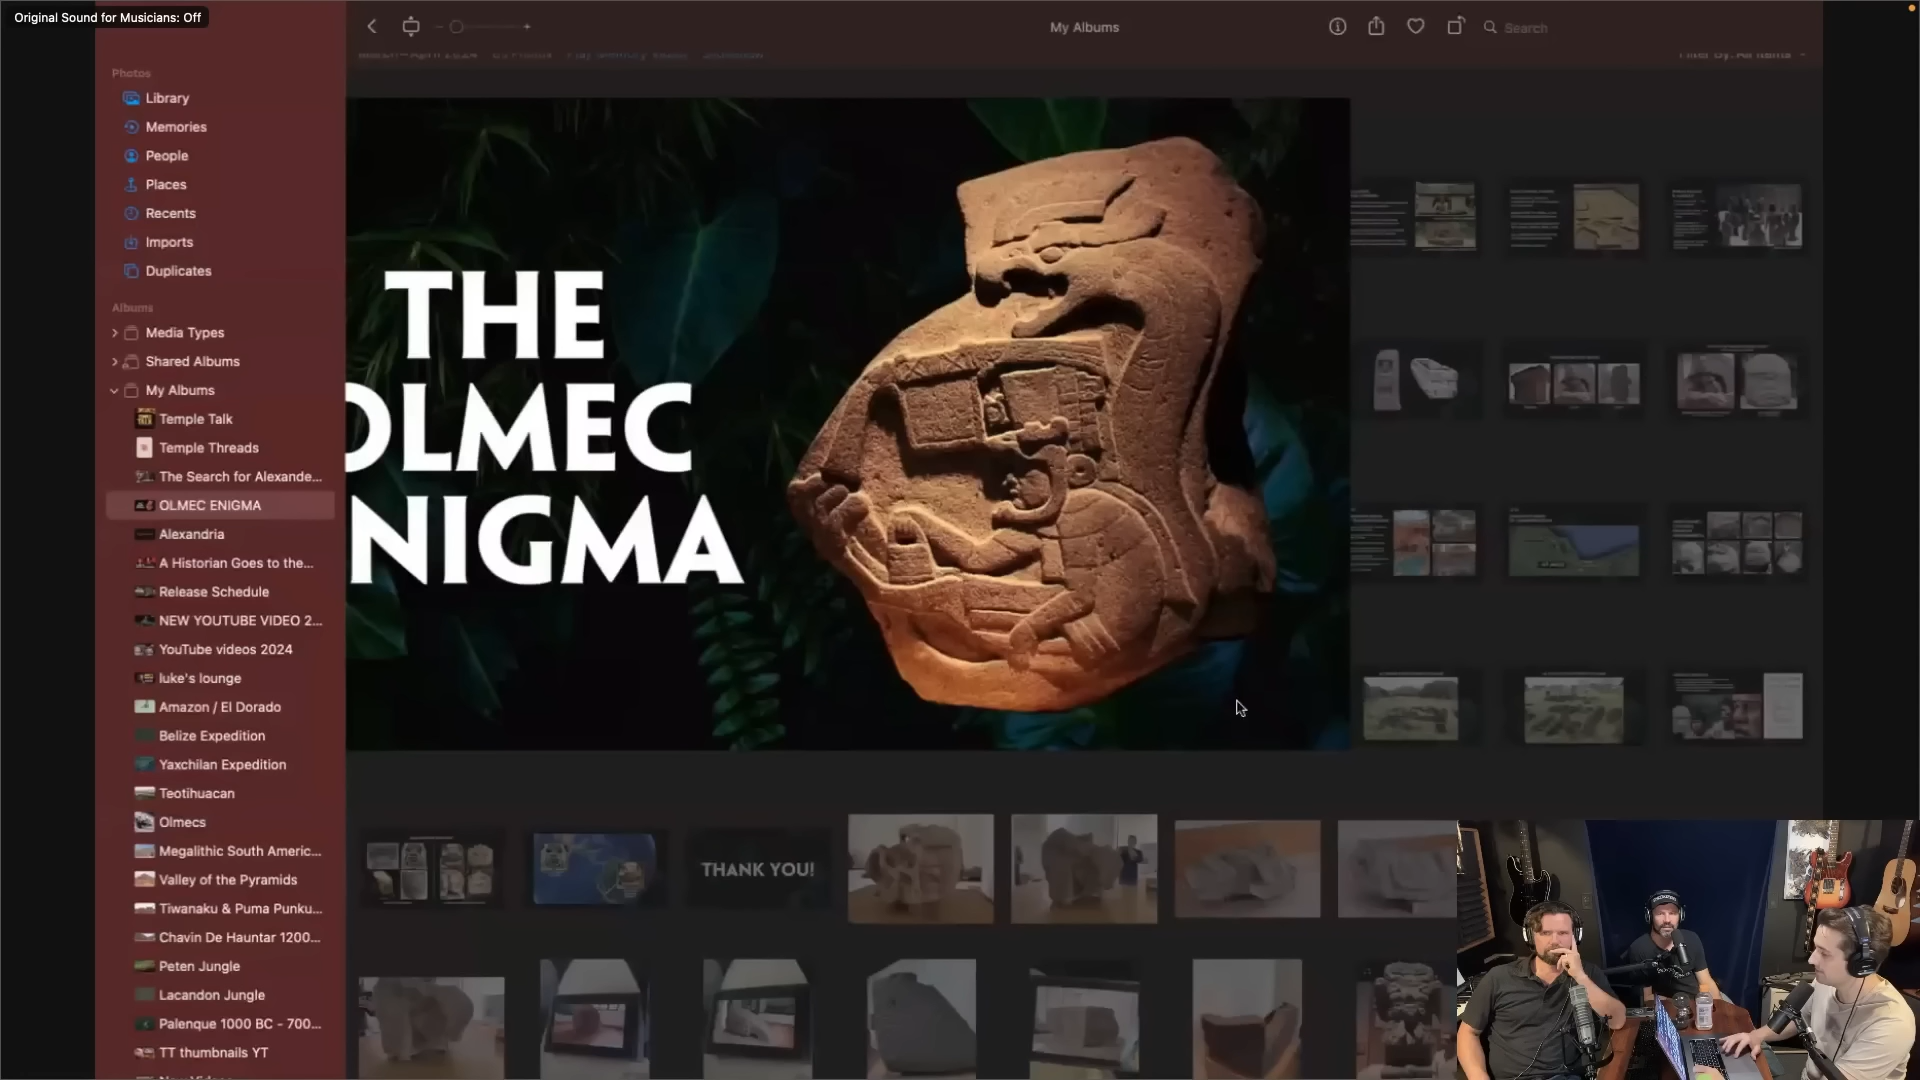 Original Sound for Musicians: Off
My Albums
Search
Photos
Library
Memories
People
Places
Recents
Imports
Duplicates
Albums
Media Types
Shared Albums
My Albums
Temple Talk
Temple Threads
The Search for Alexande...
OLMEC ENIGMA
Alexandria
A Historian Goes to the...
Release Schedule
NEW YOUTUBE VIDEO 2...
YouTube videos 2024
luke's lounge
Amazon / El Dorado
Belize Expedition
Yaxchilan Expedition
Teotihuacan
Olmecs
Megalithic South Americ...
Valley of the Pyramids
Tiwanaku & Puma Punku...
Chavin De Hauntar 1200...
Peten Jungle
Lacandon Jungle
Palenque 1000 BC - 700...
TT thumbnails YT
THE
OLMEC
NIGMA
THANK YOU!